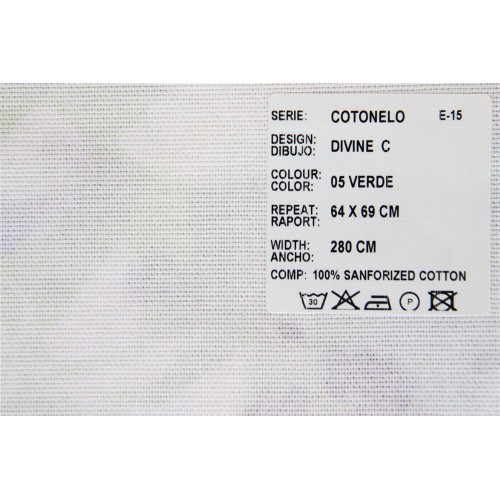 SERIE: COTONELO E-15
DESIGN:
DIBUJO: DIVINE C
COLOUR:
COLOR: 05 VERDE
REPEAT:
RAPORT: 64 X 69 CM
WIDTH:
ANCHO: 280 CM
COMP: 100% SANFORIZED COTTON
30 P